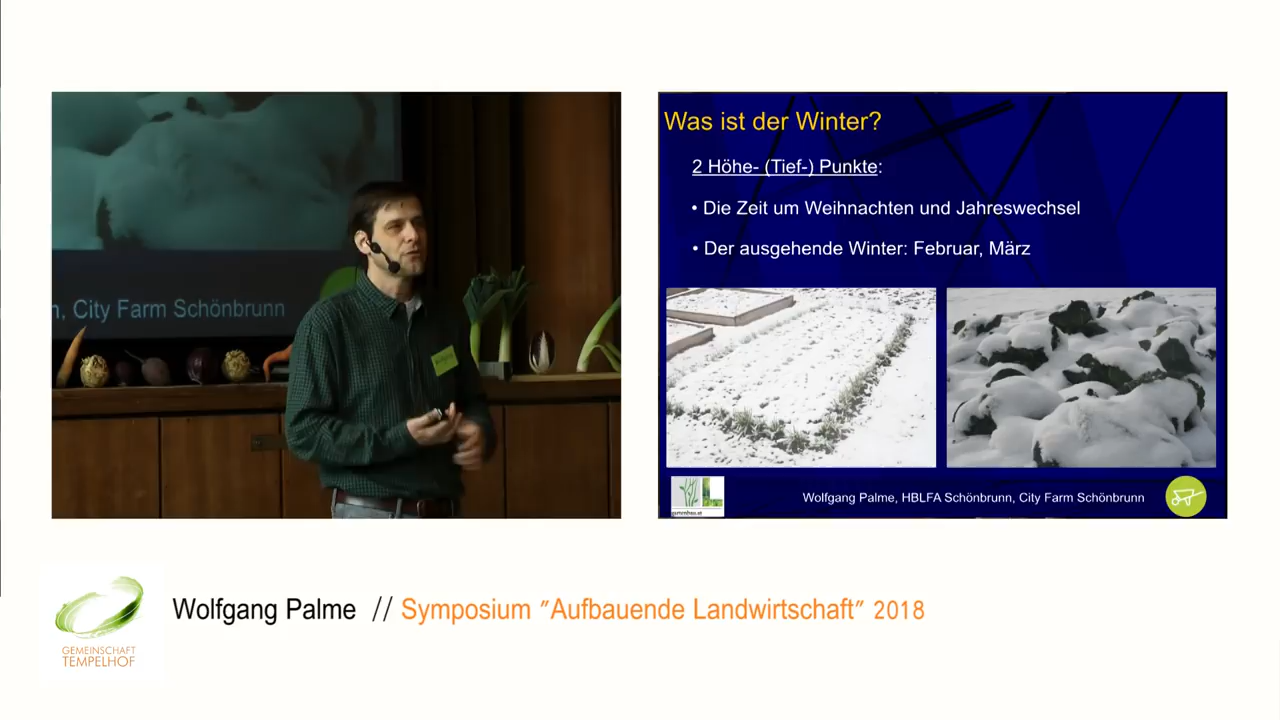 n, City Farm Schönbrunn
Was ist der Winter?
2 Höhe- (Tief-) Punkte:
• Die Zeit um Weihnachten und Jahreswechsel
• Der ausgehende Winter: Februar, März
Wolfgang Palme, HBLFA Schönbrunn, City Farm Schönbrunn
Wolfgang Palme // Symposium "Aufbauende Landwirtschaft" 2018
GEMEINSCHAFT
TEMPELHOF